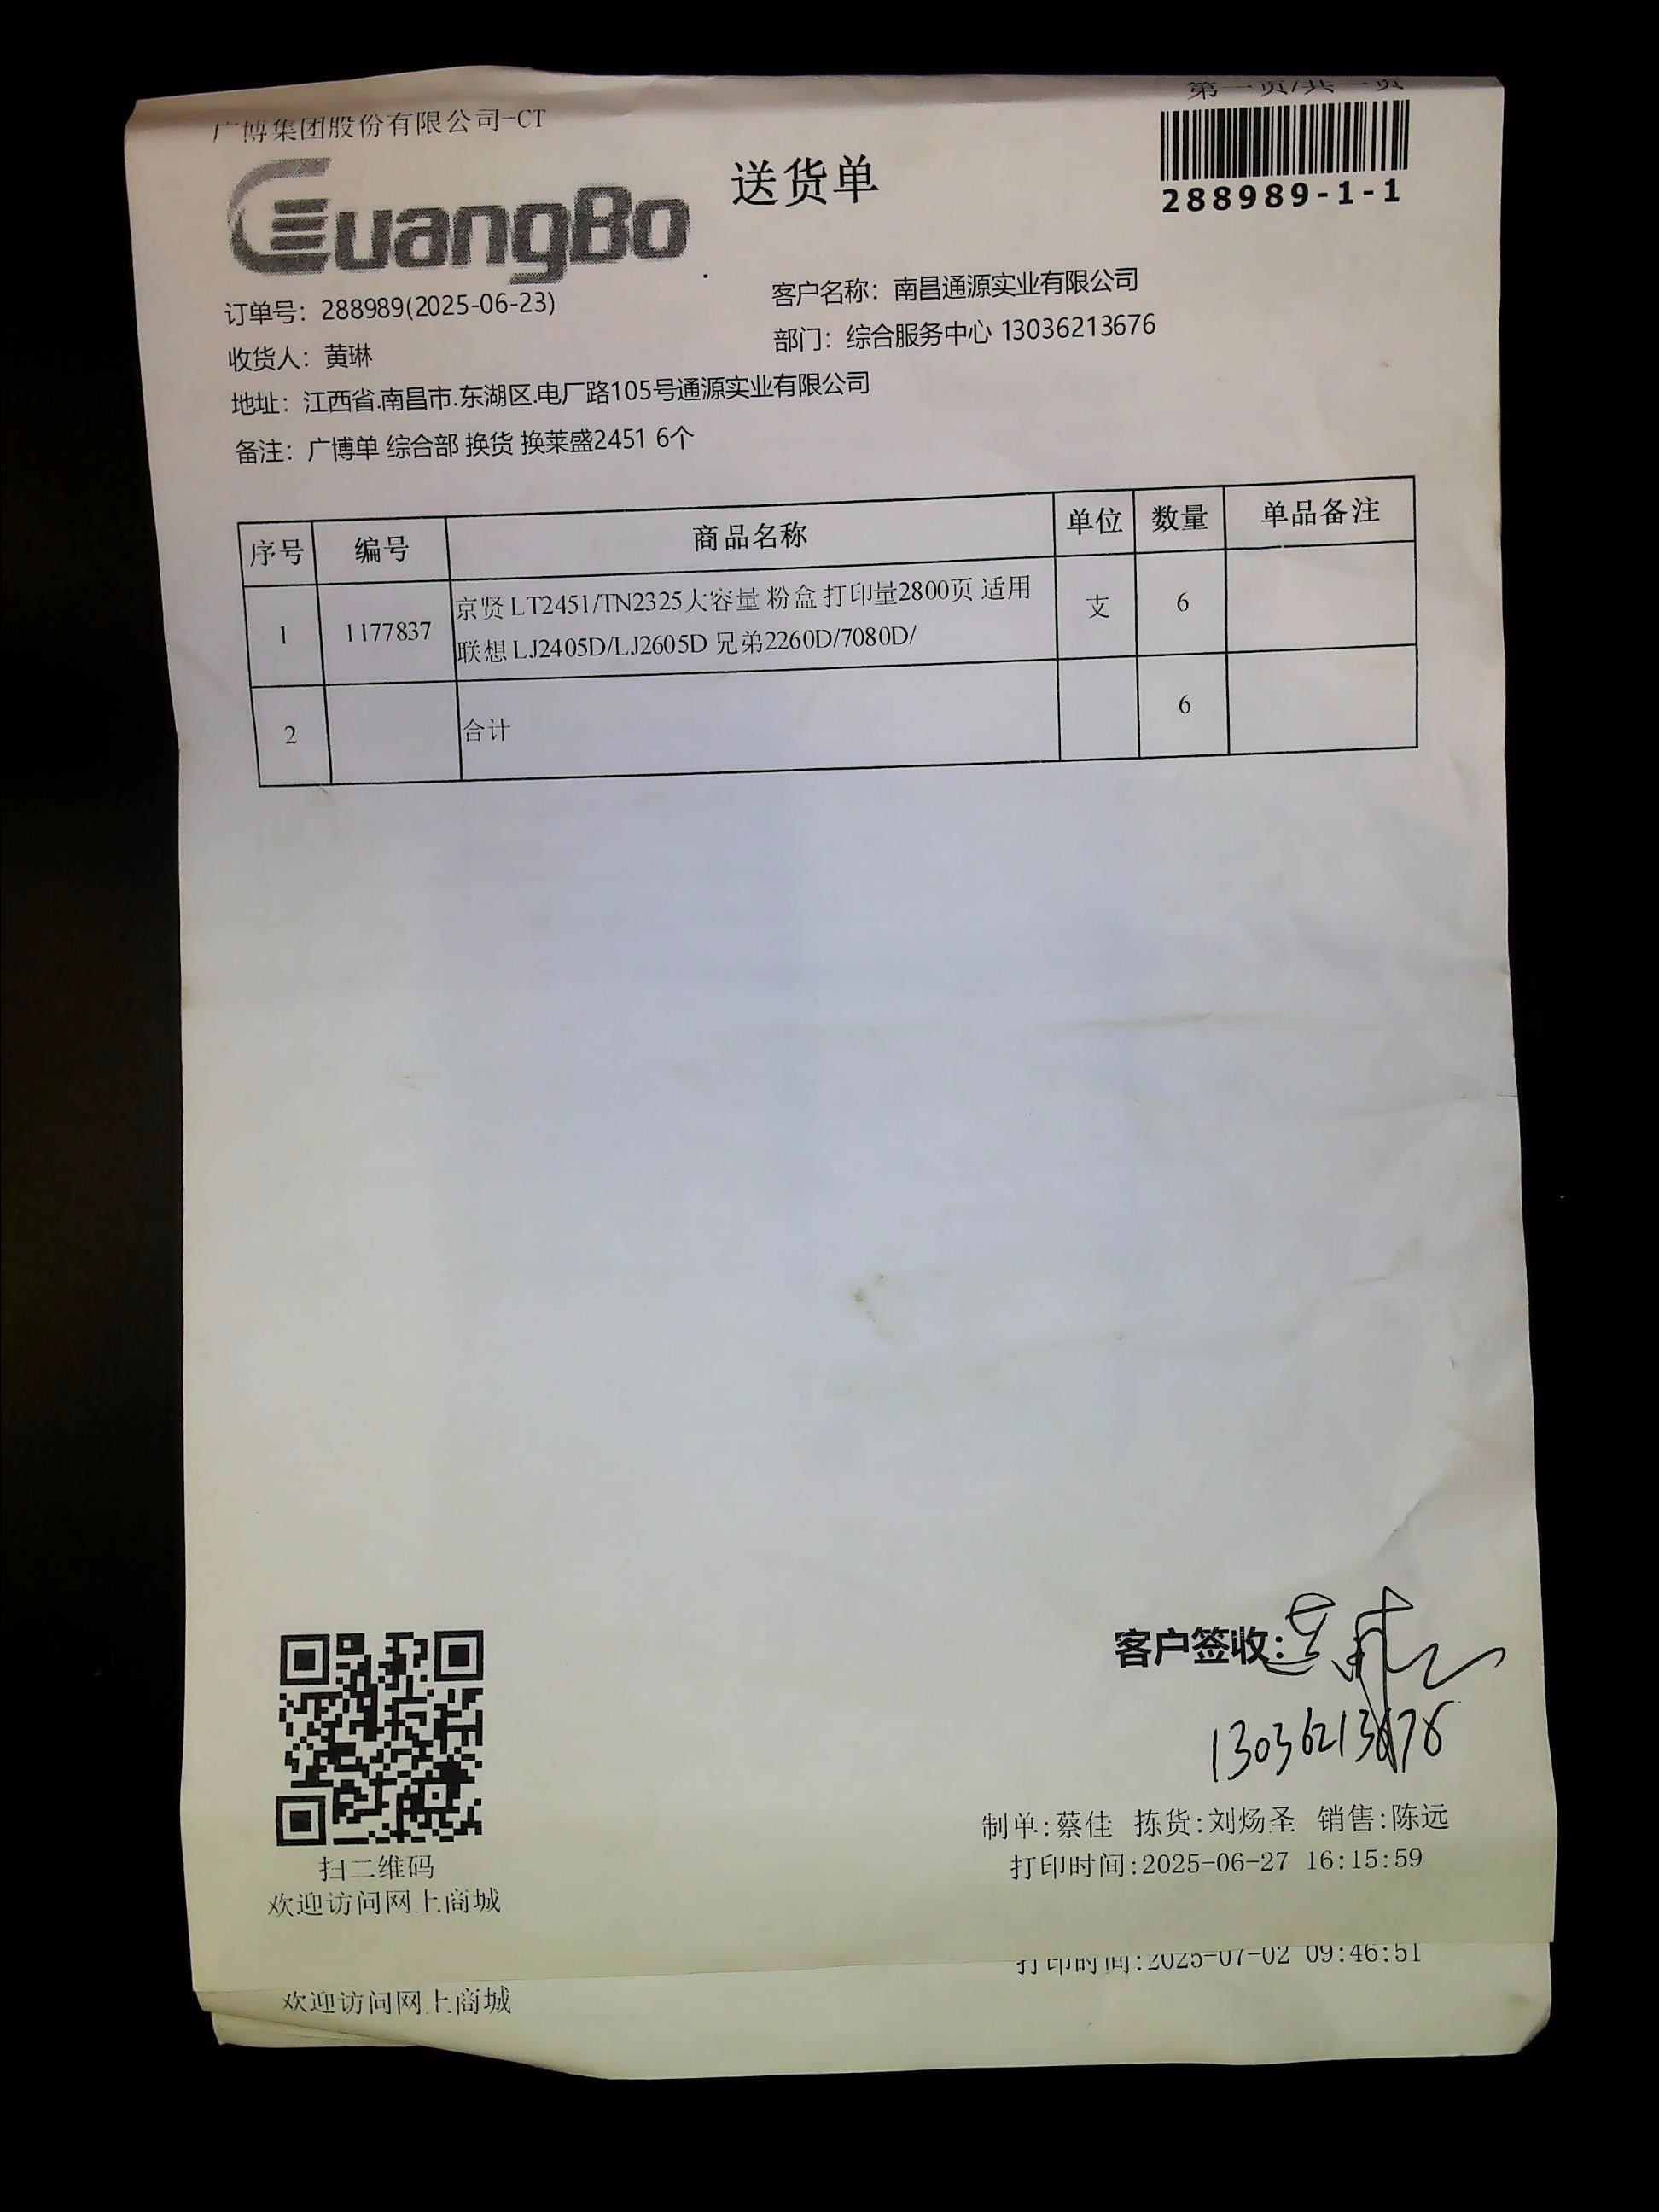 第一页/共一页
广博集团股份有限公司-CT
GuangBo
送货单
288989-1-1
订单号：288989(2025-06-23)
客户名称：南昌通源实业有限公司
收货人：黄琳
部门：综合服务中心 13036213676
地址：江西省.南昌市.东湖区.电厂路105号通源实业有限公司
备注：广博单 综合部 换货 换莱盛2451 6个
序号 编号 商品名称 单位 数量 单品备注
1 1177837 京贤 LT2451/TN2325大容量 粉盒 打印量2800页 适用 支 6
联想 LJ2405D/LJ2605D 兄弟2260D/7080D/
2 合计 6
客户签收:
13036213676
制单:蔡佳 拣货:刘炀圣 销售:陈远
打印时间:2025-06-27 16:15:59
扫二维码
欢迎访问网上商城
打印时间:2025-07-02 09:46:51
欢迎访问网上商城